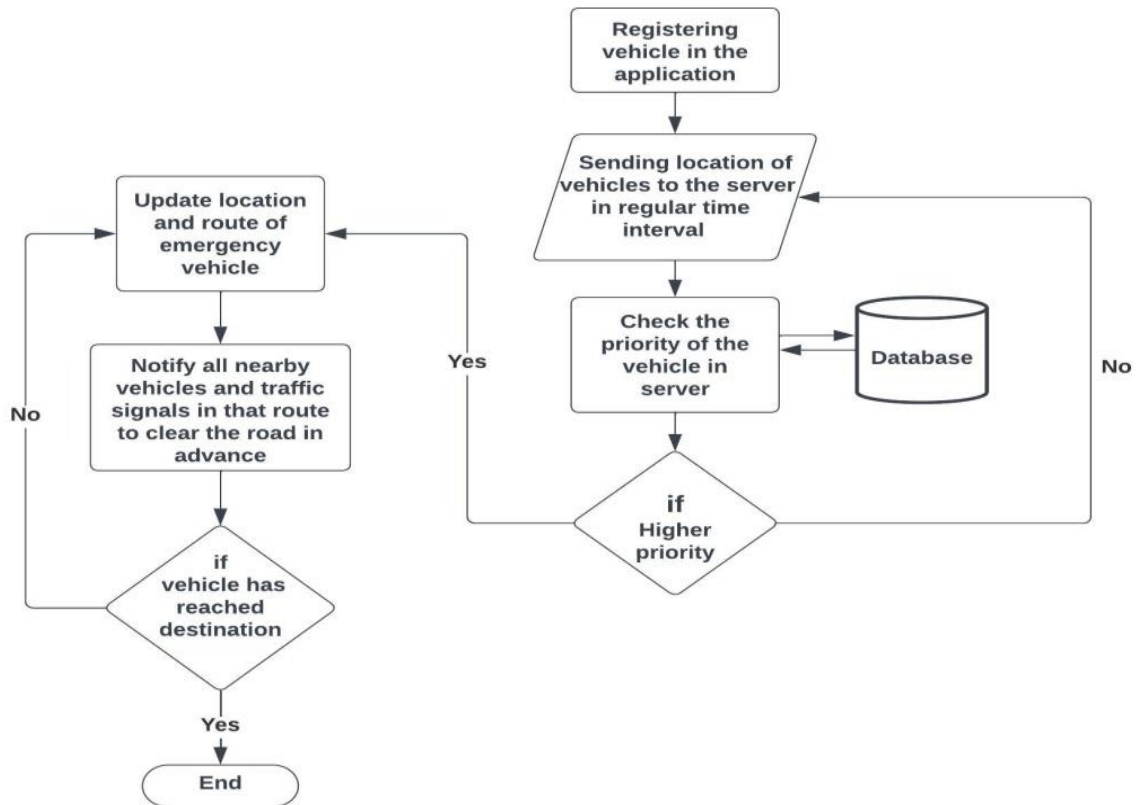 Registering
vehicle in the
application
Sending location of
vehicles to the server
in regular time
interval
Check the
priority of the
vehicle in
server
Database
No
if
Higher
priority
Yes
Update location
and route of
emergency
vehicle
Notify all nearby
vehicles and traffic
signals in that route
to clear the road in
advance
No
if
vehicle has
reached
destination
Yes
End